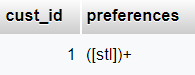 cust_id preferences
1 ([stl])+